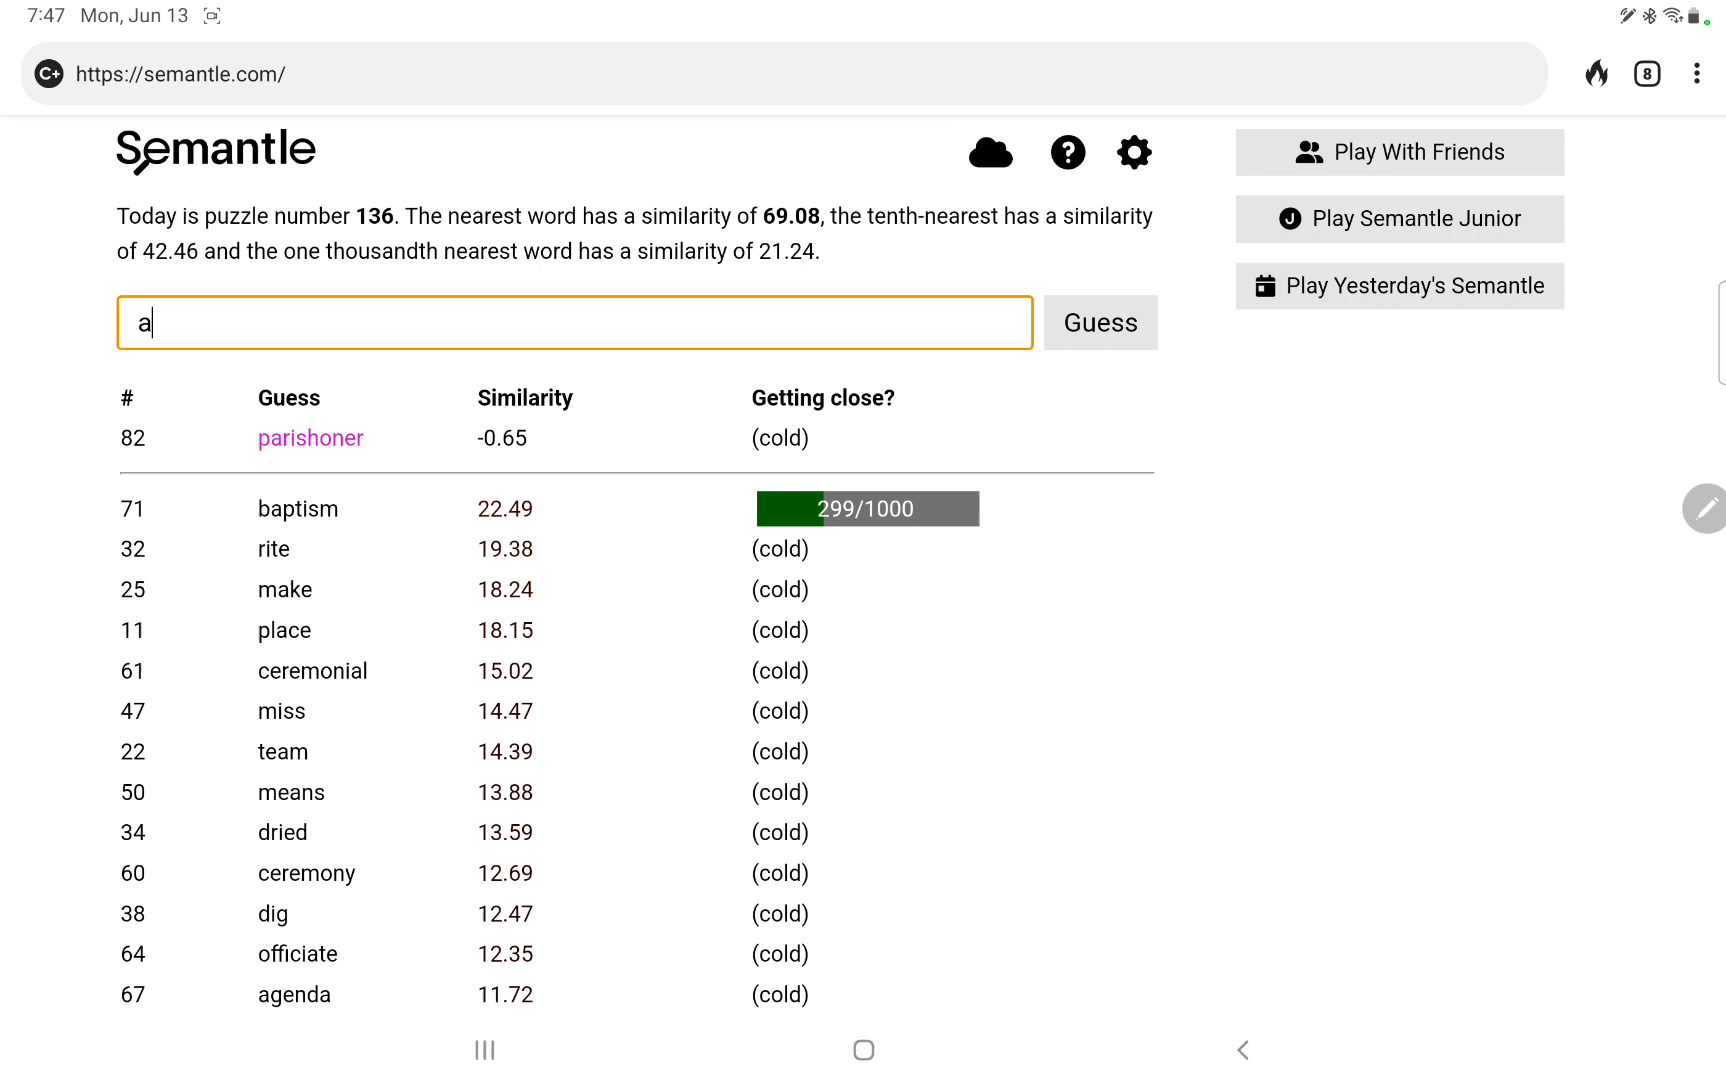 7:47 Mon, Jun 13
C+ https://semantle.com/
8
Semantle
Today is puzzle number 136. The nearest word has a similarity of 69.08, the tenth-nearest has a similarity
of 42.46 and the one thousandth nearest word has a similarity of 21.24.
a Guess
# Guess Similarity Getting close?
82 parishoner -0.65 (cold)
71 baptism 22.49 299/1000
32 rite 19.38 (cold)
25 make 18.24 (cold)
11 place 18.15 (cold)
61 ceremonial 15.02 (cold)
47 miss 14.47 (cold)
22 team 14.39 (cold)
50 means 13.88 (cold)
34 dried 13.59 (cold)
60 ceremony 12.69 (cold)
38 dig 12.47 (cold)
64 officiate 12.35 (cold)
67 agenda 11.72 (cold)
Play With Friends
J Play Semantle Junior
Play Yesterday's Semantle